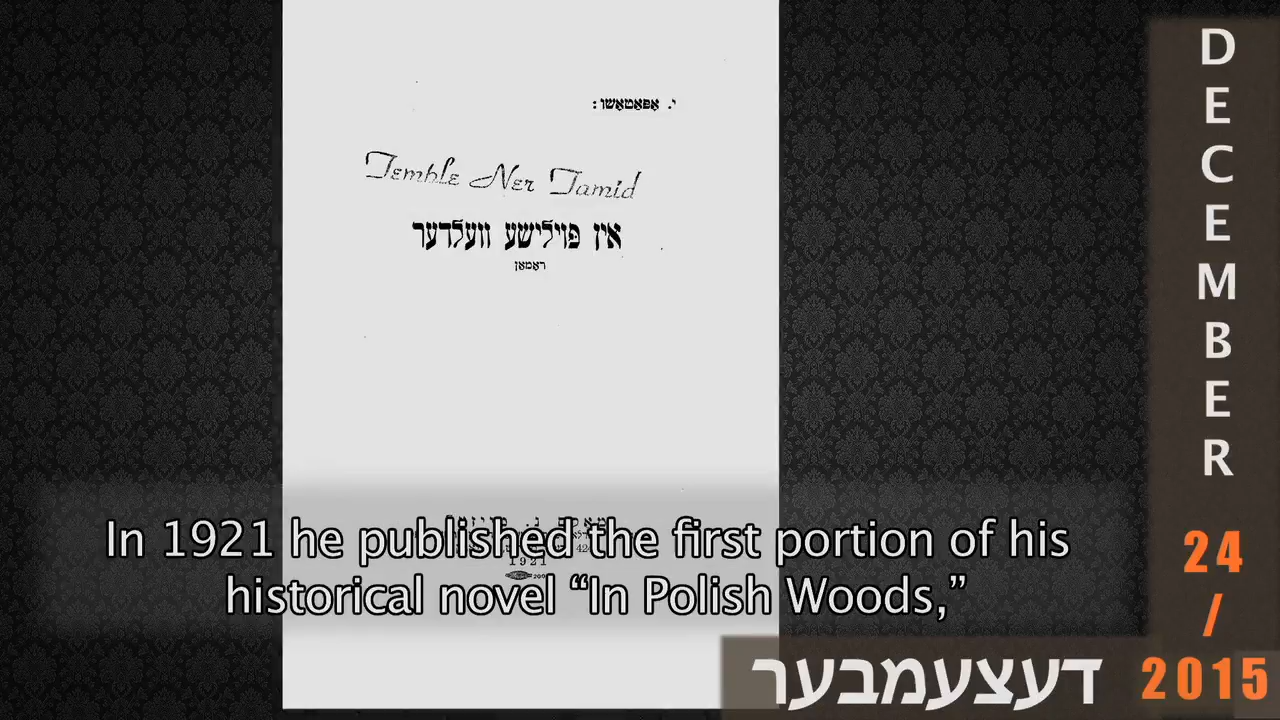 י. אָפּאַטאָשו:
Temple Ner Tamid
אין פּוילישע וועלדער
ראָמאַן
1921
In 1921 he published the first portion of his
historical novel “In Polish Woods,”
DECEMBER
24
/
2015
דעצעמבער